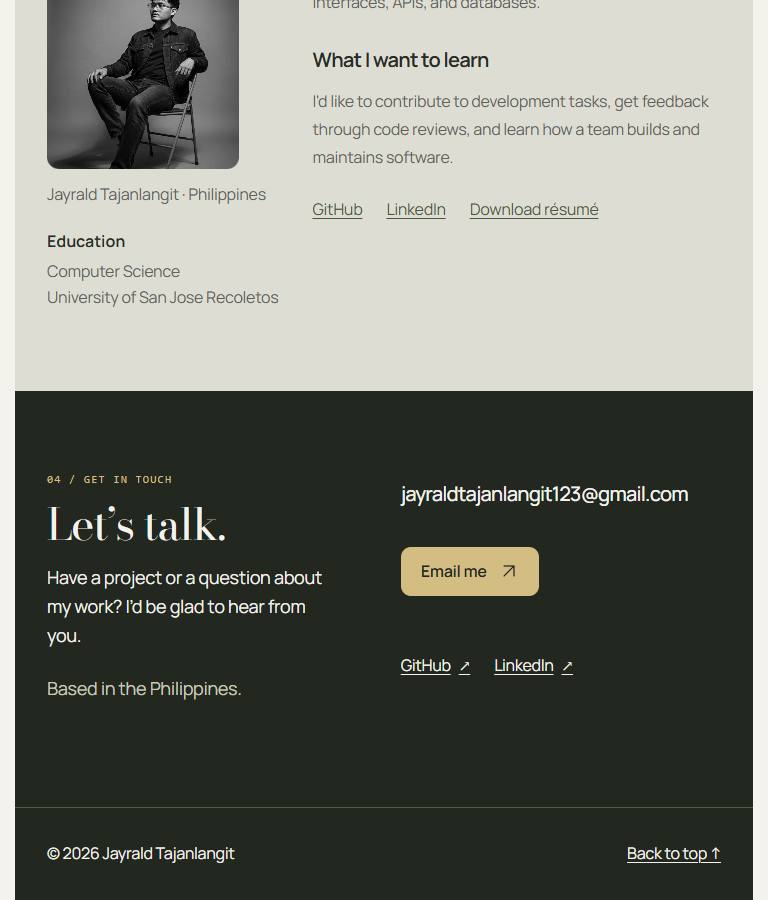 interfaces, APIs, and databases.
What I want to learn
I'd like to contribute to development tasks, get feedback
through code reviews, and learn how a team builds and
maintains software.
GitHub LinkedIn Download résumé
Jayrald Tajanlangit · Philippines
Education
Computer Science
University of San Jose Recoletos
04 / GET IN TOUCH
Let’s talk.
Have a project or a question about
my work? I’d be glad to hear from
you.
Based in the Philippines.
jayraldtajanlangit123@gmail.com
Email me ↗
GitHub ↗ LinkedIn ↗
© 2026 Jayrald Tajanlangit
Back to top ↑